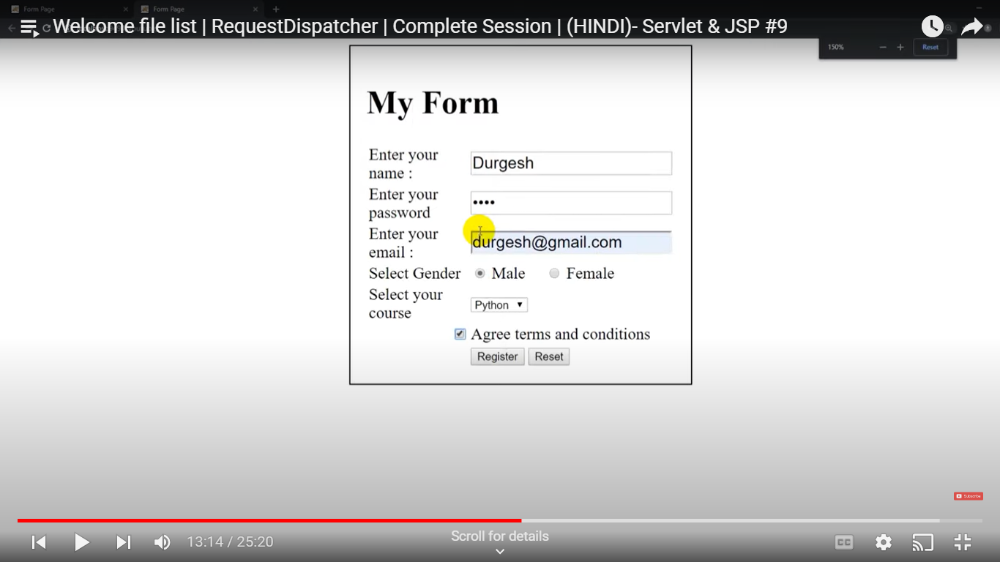 Form Page
Form Page
Welcome file list | RequestDispatcher | Complete Session | (HINDI)- Servlet & JSP #9
150%
Reset
My Form
Enter your
name :
Durgesh
Enter your
password
••••
Enter your
email :
durgesh@gmail.com
Select Gender Male Female
Select your
course
Python
Agree terms and conditions
Register Reset
Subscribe
13:14 / 25:20
Scroll for details
CC